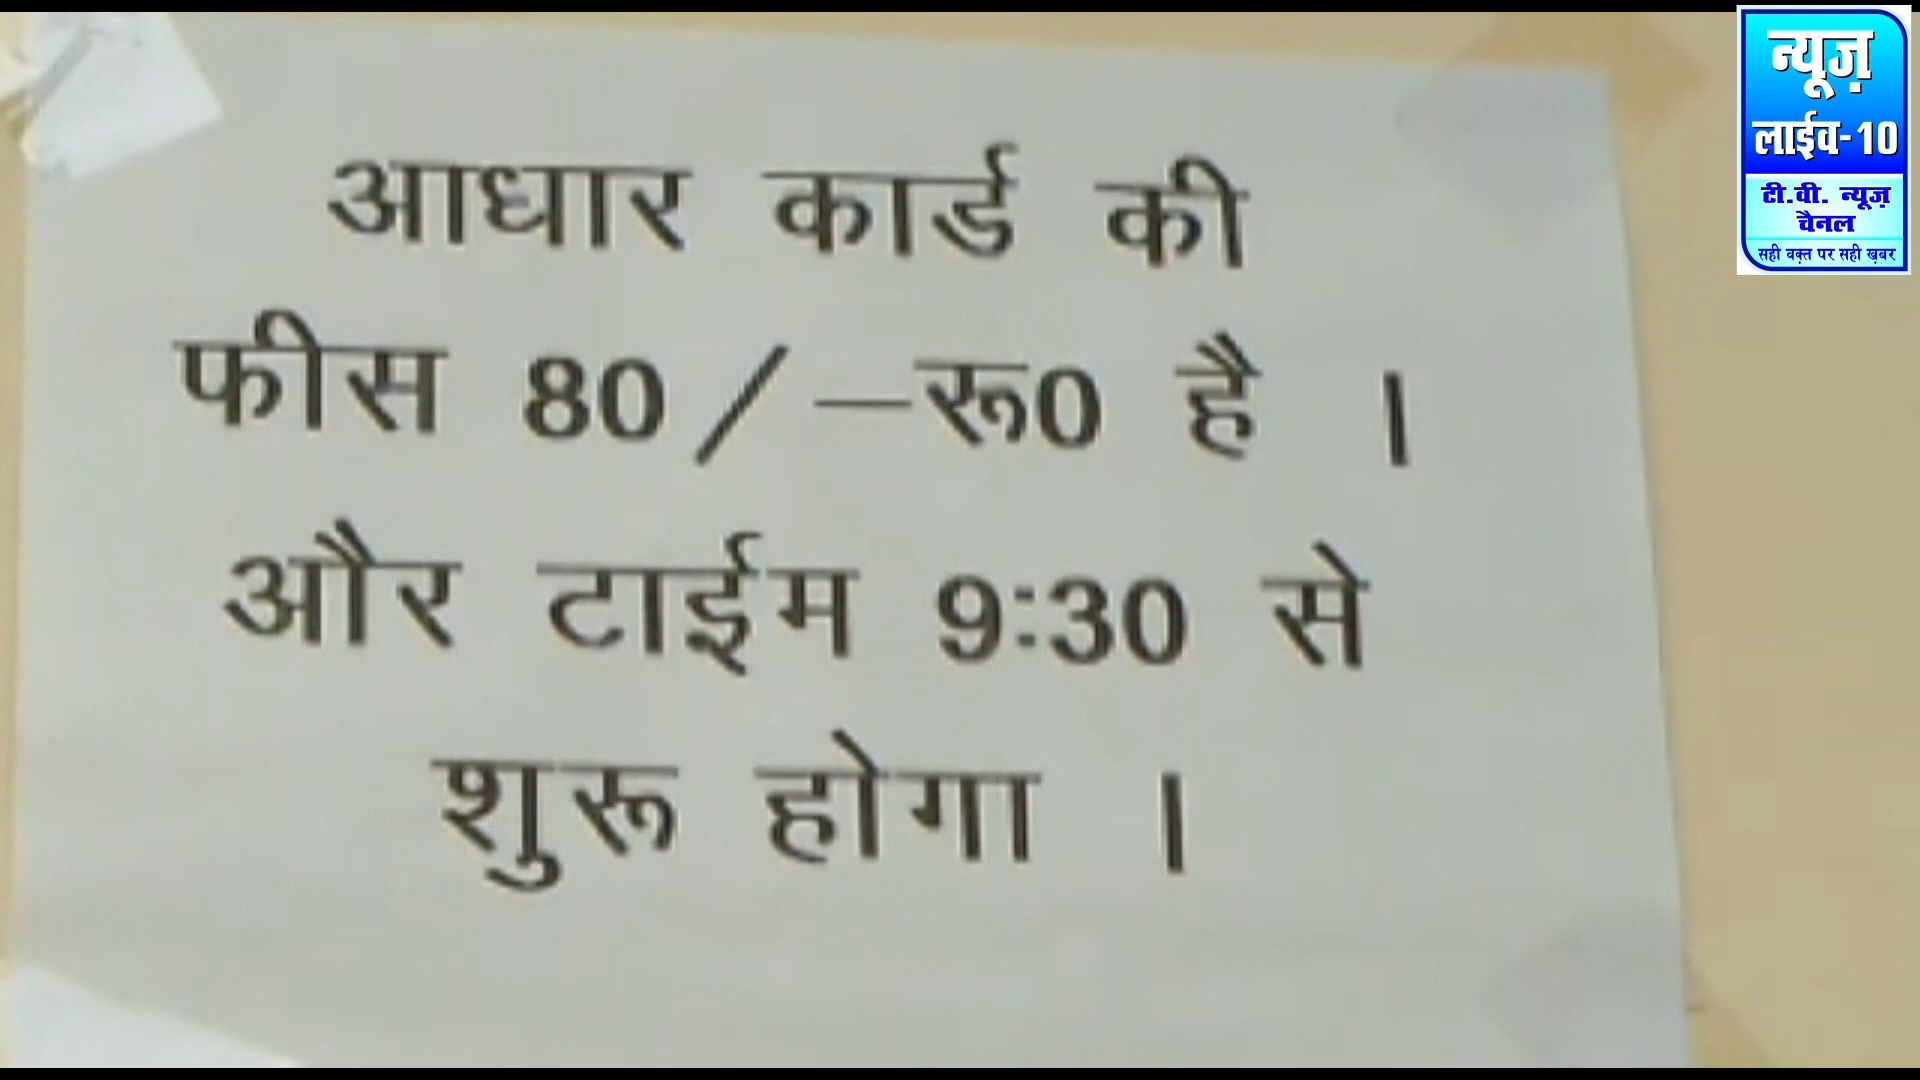 आधार कार्ड की
फीस 80/-रू0 है ।
और टाईम 9:30 से
शुरू होगा ।
न्यूज़
लाईव-10
टी.वी. न्यूज़
चैनल
सही वक़्त पर सही ख़बर